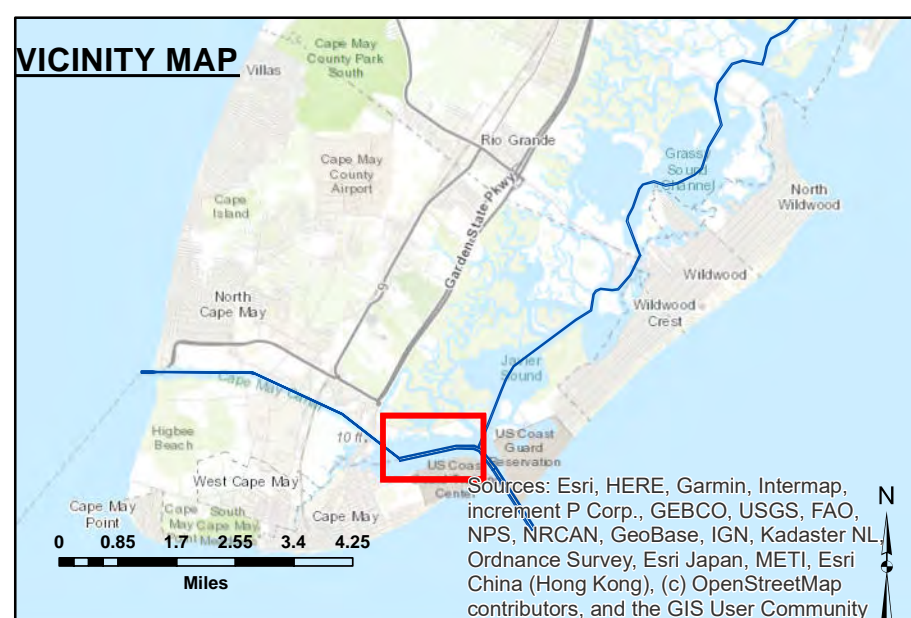 VICINITY MAP
Cape May
County Park
South
Villas
Rio Grande
Cape May
County
Airport
Grassy
Sound
Channel
North
Wildwood
Cape
Island
Garden State Pkwy
9
Wildwood
North
Cape May
Wildwood
Crest
Jarvis
Sound
Cape May Canal
10 ft
Higbee
Beach
US Coast
Guard
Reservation
US Coast
Center
West Cape May
Cape May
Point
Cape
May
South
Cape May
Cape May
0 0.85 1.7 2.55 3.4 4.25
Miles
Sources: Esri, HERE, Garmin, Intermap,
increment P Corp., GEBCO, USGS, FAO,
NPS, NRCAN, GeoBase, IGN, Kadaster NL,
Ordnance Survey, Esri Japan, METI, Esri
China (Hong Kong), (c) OpenStreetMap
contributors, and the GIS User Community
N